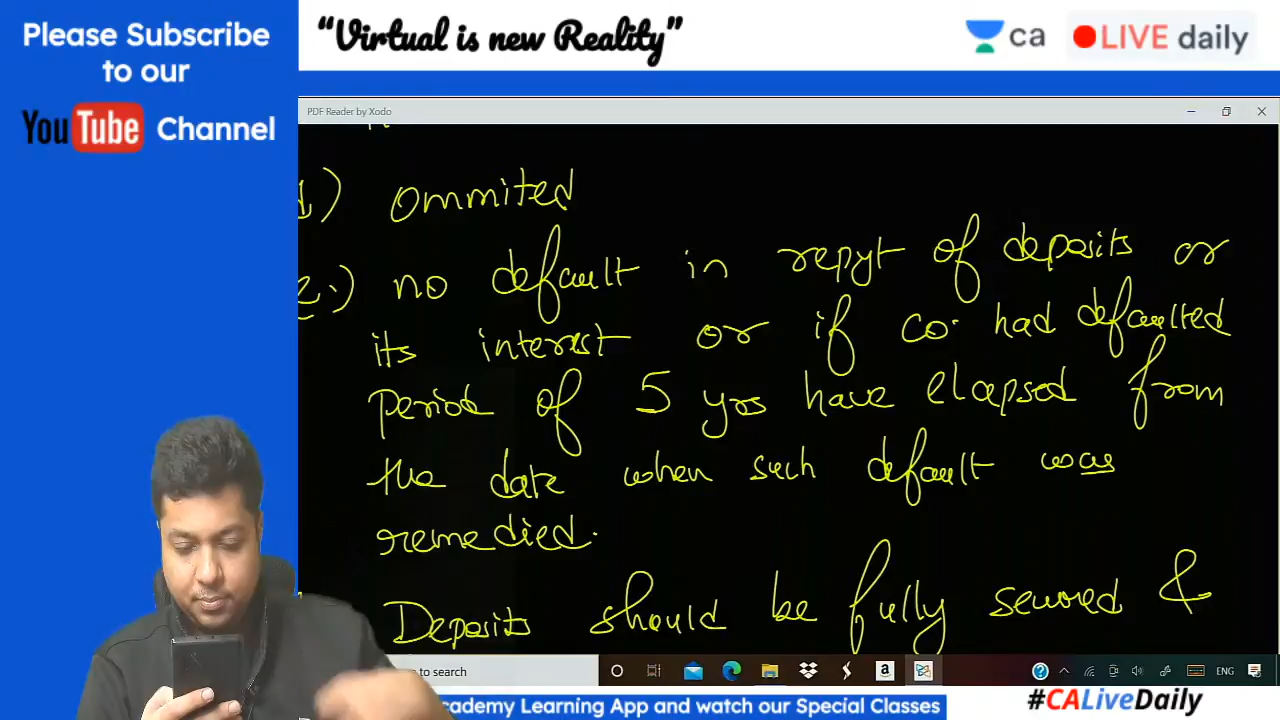 Please Subscribe
to our
YouTube Channel
“Virtual is new Reality”
ca
LIVE daily
PDF Reader by Xodo
d) Ommited
e.) no default in repyt of deposits or
its interest or if co. had defaulted
period of 5 yrs have elapsed from
the date when such default was
remedied.
Deposits should be fully secured &
to search
ENG
cademy Learning App and watch our Special Classes
#CALiveDaily